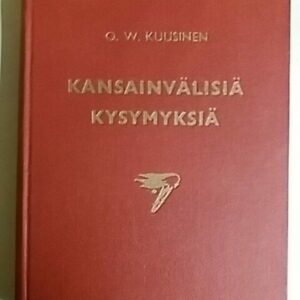 O. W. KUUSINEN
KANSAINVÄLISIÄ
KYSYMYKSIÄ